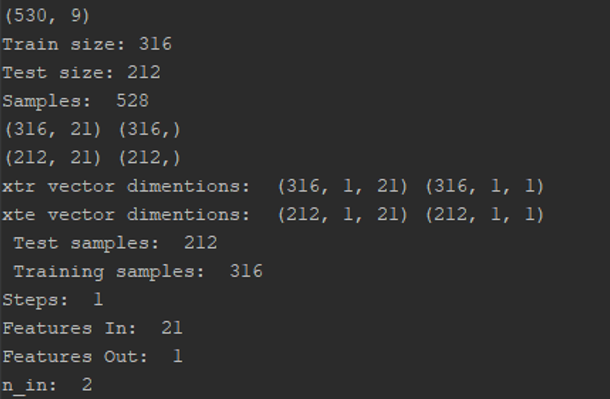 (530, 9)
Train size: 316
Test size: 212
Samples:  528
(316, 21) (316,)
(212, 21) (212,)
xtr vector dimentions:  (316, 1, 21) (316, 1, 1)
xte vector dimentions:  (212, 1, 21) (212, 1, 1)
 Test samples:  212
 Training samples:  316
Steps:  1
Features In:  21
Features Out:  1
n_in:  2